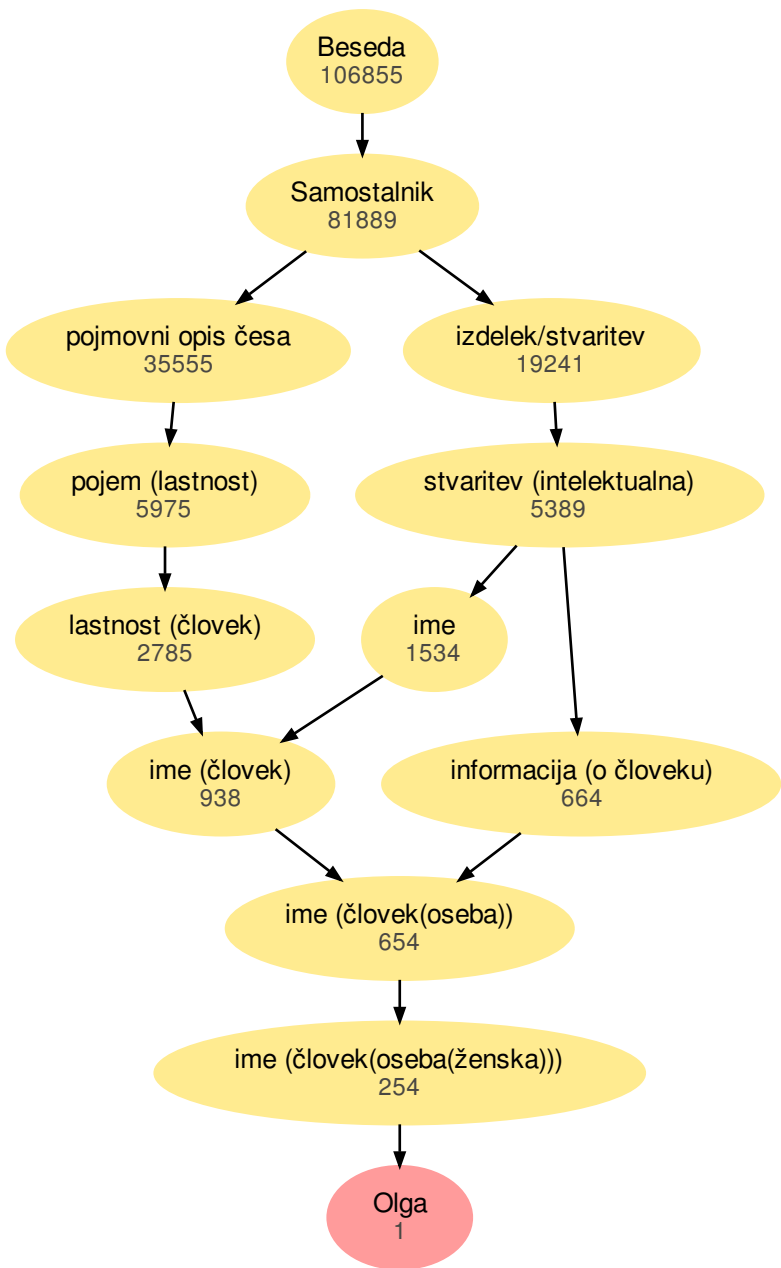 Beseda
106855
Samostalnik
81889
pojmovni opis česa
35555
izdelek/stvaritev
19241
pojem (lastnost)
5975
stvaritev (intelektualna)
5389
lastnost (človek)
2785
ime
1534
ime (človek)
938
informacija (o človeku)
664
ime (človek(oseba))
654
ime (človek(oseba(ženska)))
254
Olga
1